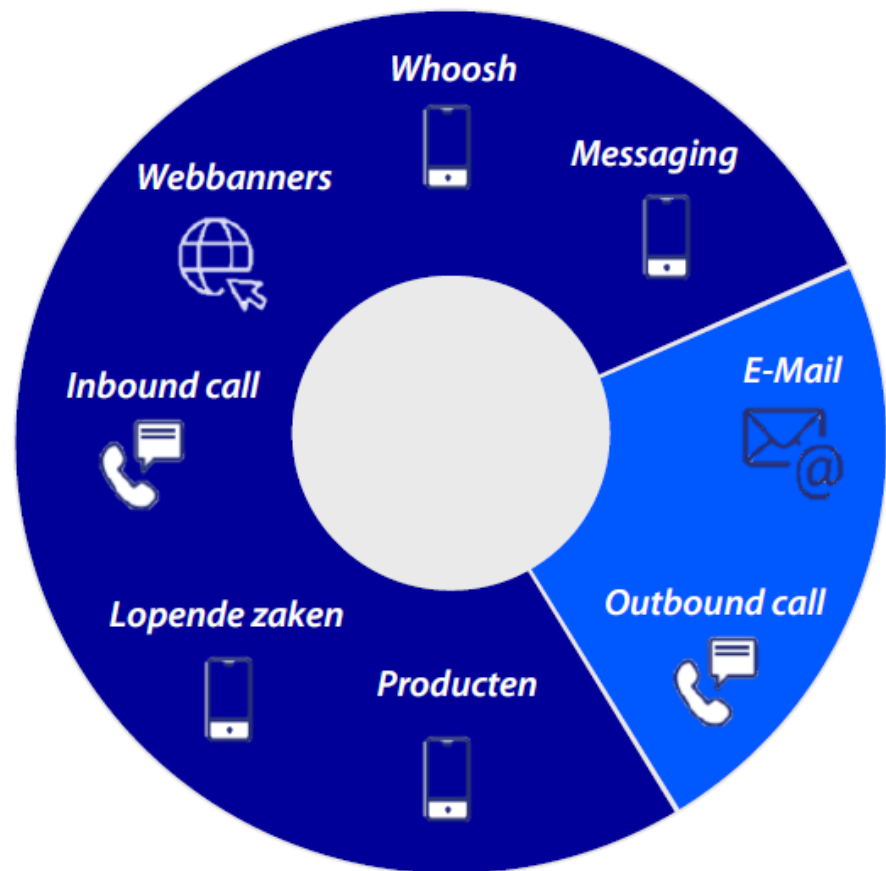 Whoosh
Messaging
Webbanners
E-Mail
Inbound call
@
Outbound call
Lopende zaken
Producten